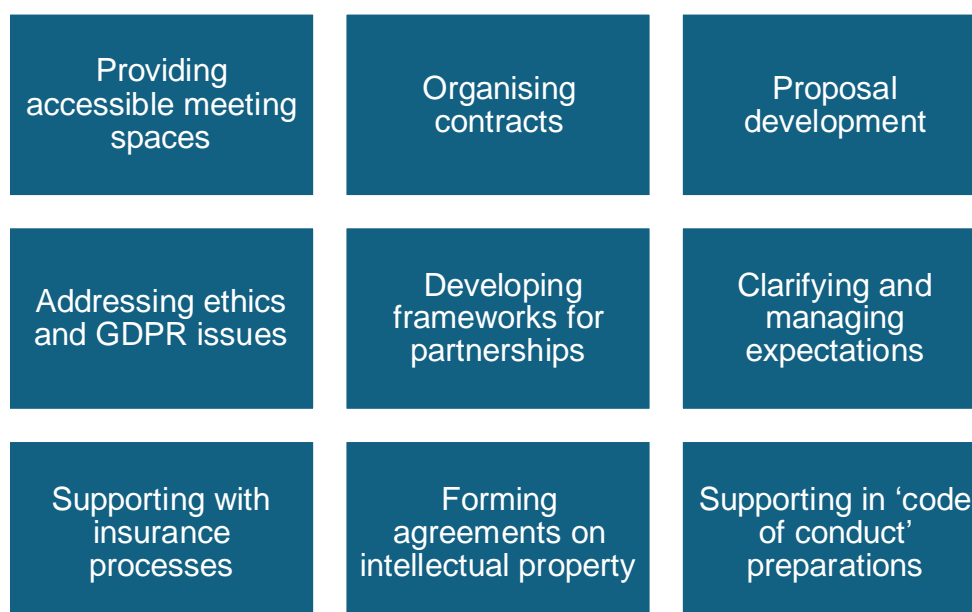 Providing
accessible meeting
spaces
Organising
contracts
Proposal
development
Addressing ethics
and GDPR issues
Developing
frameworks for
partnerships
Clarifying and
managing
expectations
Supporting with
insurance
processes
Forming
agreements on
intellectual property
Supporting in ‘code
of conduct’
preparations